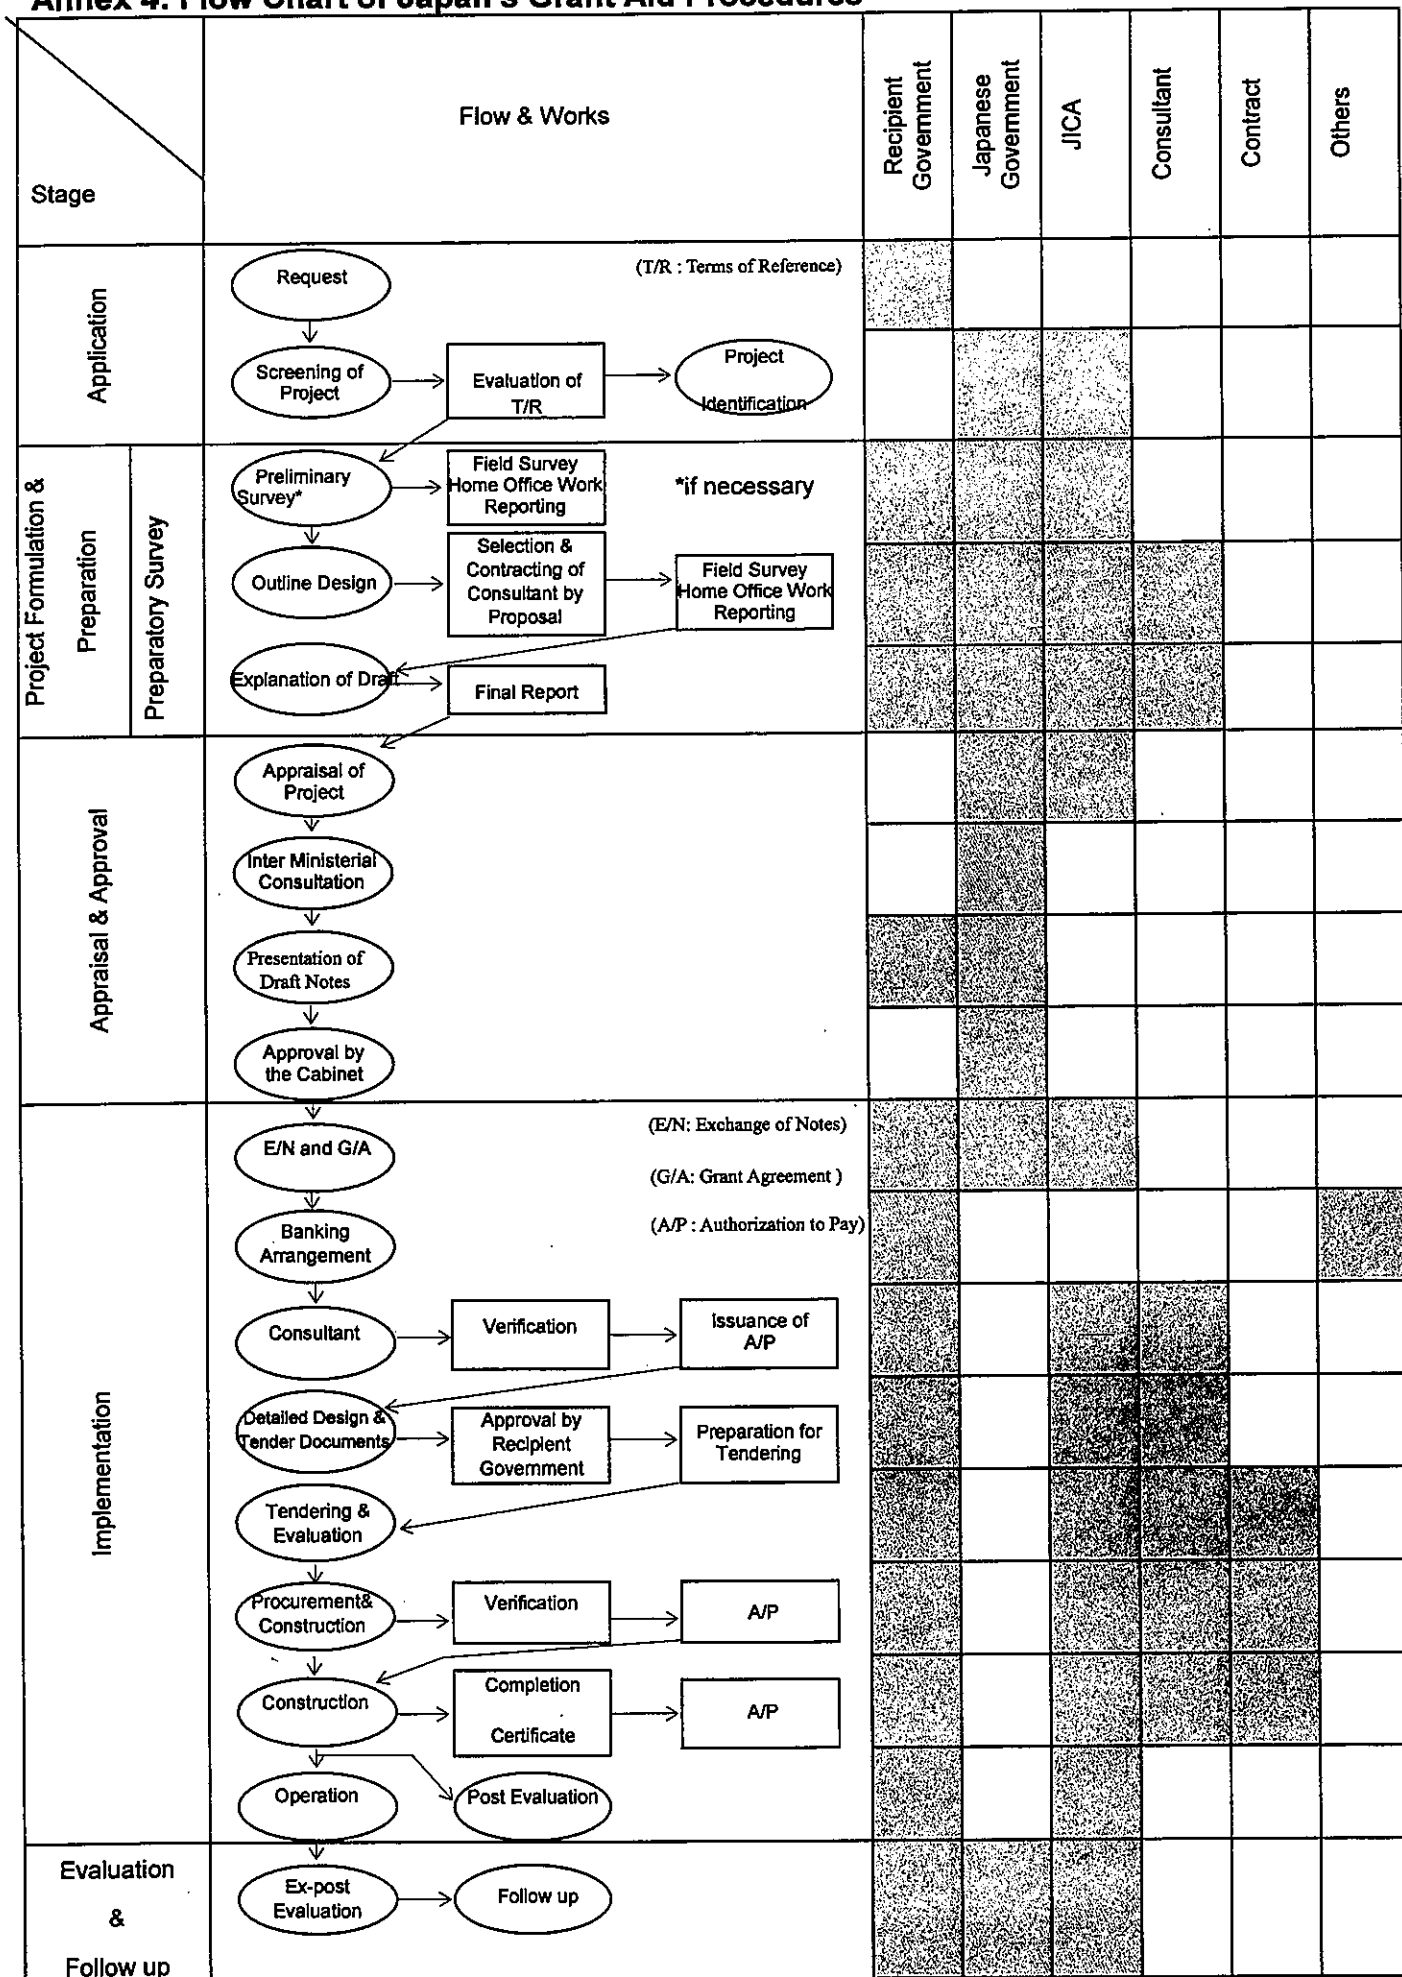 Annex 4: Flow Chart of Japan's Grant Aid Procedures
Stage
Flow & Works
Recipient
Government
Japanese
Government
JICA
Consultant
Contract
Others
Application
Request
(T/R : Terms of Reference)
Screening of
Project
Evaluation of
T/R
Project
Identification
Project Formulation &
Preparation
Preparatory Survey
Preliminary
Survey*
Field Survey
Home Office Work
Reporting
*if necessary
Outline Design
Selection &
Contracting of
Consultant by
Proposal
Field Survey
Home Office Work
Reporting
Explanation of Draft
Final Report
Appraisal & Approval
Appraisal of
Project
Inter Ministerial
Consultation
Presentation of
Draft Notes
Approval by
the Cabinet
Implementation
E/N and G/A
(E/N: Exchange of Notes)
(G/A: Grant Agreement )
(A/P : Authorization to Pay)
Banking
Arrangement
Consultant
Verification
Issuance of
A/P
Detailed Design &
Tender Documents
Approval by
Recipient
Government
Preparation for
Tendering
Tendering &
Evaluation
Procurement&
Construction
Verification
A/P
Construction
Completion
Certificate
A/P
Operation
Post Evaluation
Evaluation
&
Follow up
Ex-post
Evaluation
Follow up